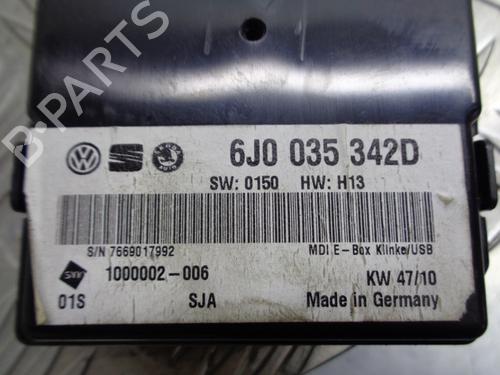 B-Parts
6J0 035 342D
SW: 0150 HW: H13
S/N 7669017992 MDI E-Box Klinke/USB
1000002-006 KW 47/10
01S SJA Made in Germany